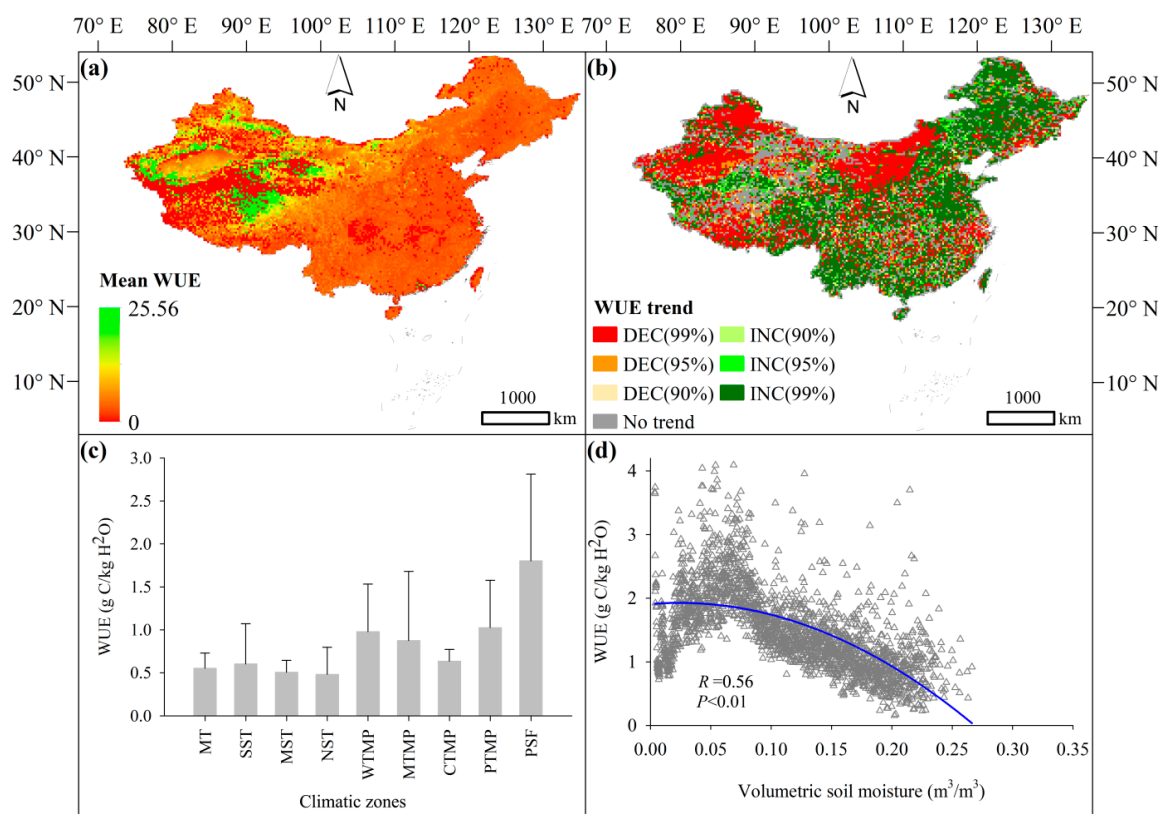 70° E 80° E 90° E 100° E 110° E 120° E 130° E 70° E 80° E 90° E 100° E 110° E 120° E 130° E
(a)
N
50° N
40° N
30° N
20° N
10° N
Mean WUE
25.56
0
1000
km
(b)
N
50° N
40° N
30° N
20° N
10° N
WUE trend
DEC(99%) INC(90%)
DEC(95%) INC(95%)
DEC(90%) INC(99%)
No trend
1000
km
(c)
WUE (g C/kg H²O)
3.0
2.5
2.0
1.5
1.0
0.5
0.0
MT SST MST NST WTMP MTMP CTMP PTMP PSF
Climatic zones
(d)
WUE (g C/kg H²O)
4
3
2
1
0
R =0.56
P<0.01
0.00 0.05 0.10 0.15 0.20 0.25 0.30 0.35
Volumetric soil moisture (m³/m³)